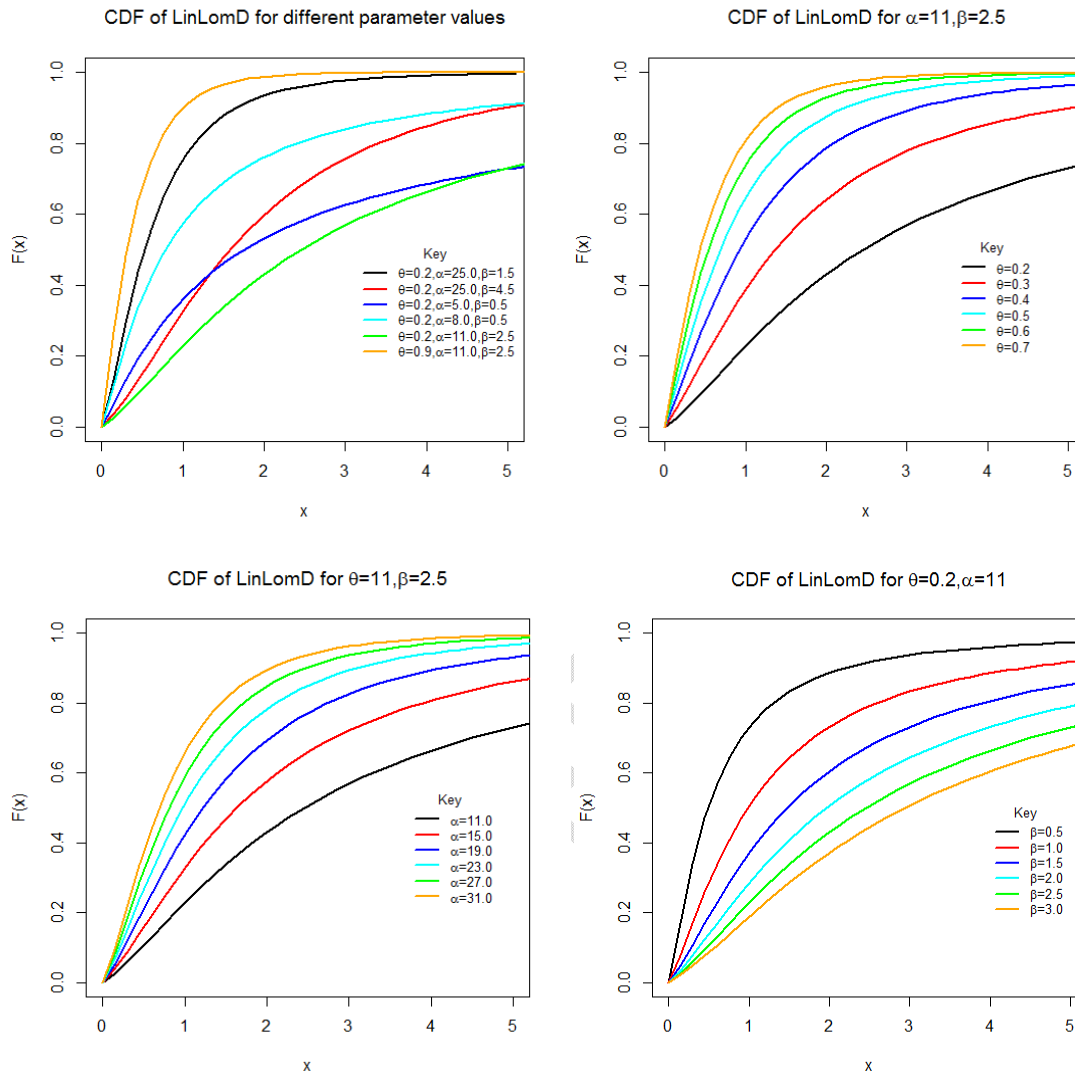 CDF of LinLomD for different parameter values
F(x)
1.0
0.8
0.6
0.4
0.2
0.0
Key
θ=0.2,α=25.0,β=1.5
θ=0.2,α=25.0,β=4.5
θ=0.2,α=5.0,β=0.5
θ=0.2,α=8.0,β=0.5
θ=0.2,α=11.0,β=2.5
θ=0.9,α=11.0,β=2.5
0 1 2 3 4 5
x
CDF of LinLomD for α=11,β=2.5
F(x)
1.0
0.8
0.6
0.4
0.2
0.0
Key
θ=0.2
θ=0.3
θ=0.4
θ=0.5
θ=0.6
θ=0.7
0 1 2 3 4 5
x
CDF of LinLomD for θ=11,β=2.5
F(x)
1.0
0.8
0.6
0.4
0.2
0.0
Key
α=11.0
α=15.0
α=19.0
α=23.0
α=27.0
α=31.0
0 1 2 3 4 5
x
CDF of LinLomD for θ=0.2,α=11
F(x)
1.0
0.8
0.6
0.4
0.2
0.0
Key
β=0.5
β=1.0
β=1.5
β=2.0
β=2.5
β=3.0
0 1 2 3 4 5
x